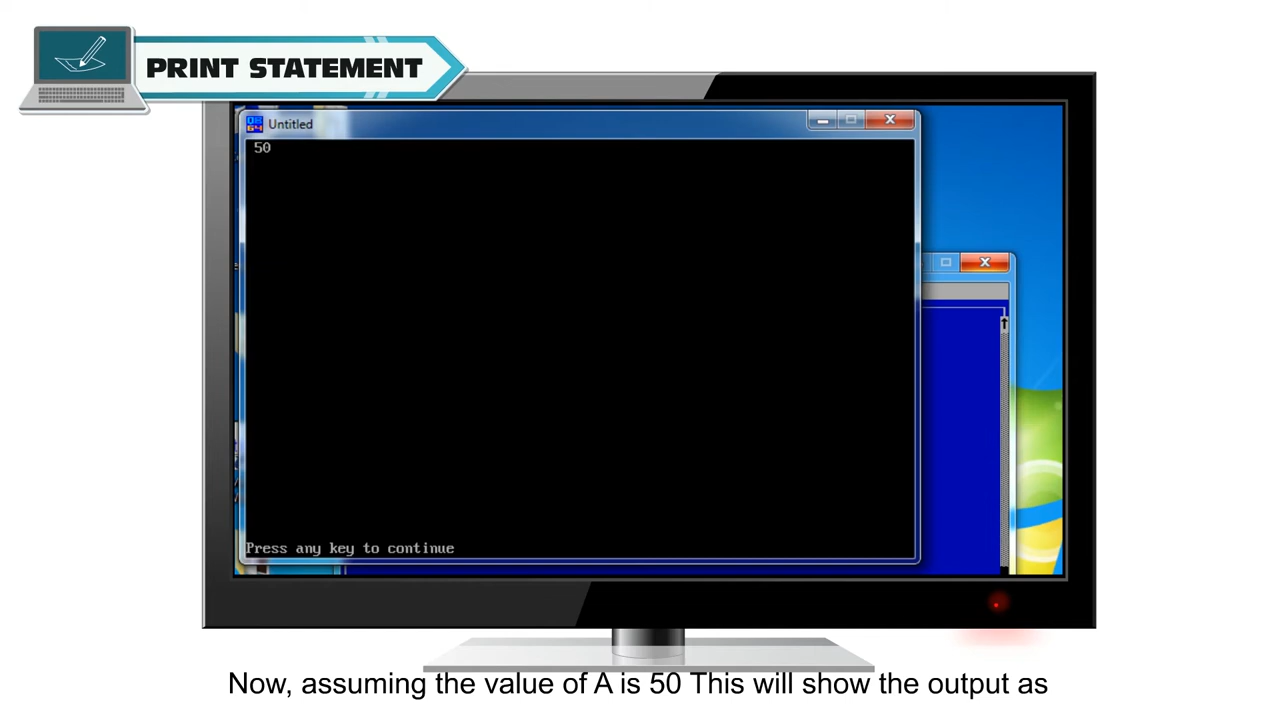 PRINT STATEMENT
Untitled
50
Press any key to continue
Now, assuming the value of A is 50 This will show the output as